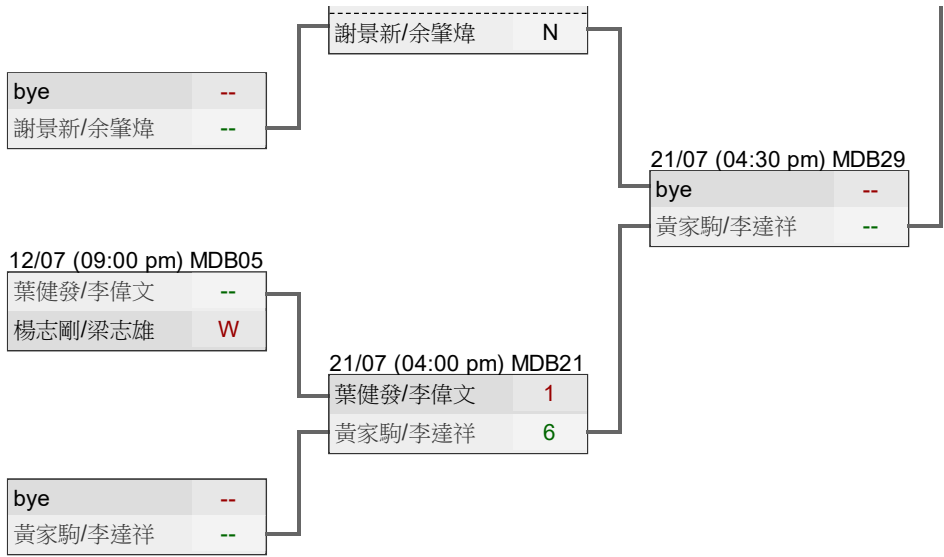 謝景新/余肇煒 N
bye --
謝景新/余肇煒 --
21/07 (04:30 pm) MDB29
bye --
黃家駒/李達祥 --
12/07 (09:00 pm) MDB05
葉健發/李偉文 --
楊志剛/梁志雄 W
21/07 (04:00 pm) MDB21
葉健發/李偉文 1
黃家駒/李達祥 6
bye --
黃家駒/李達祥 --